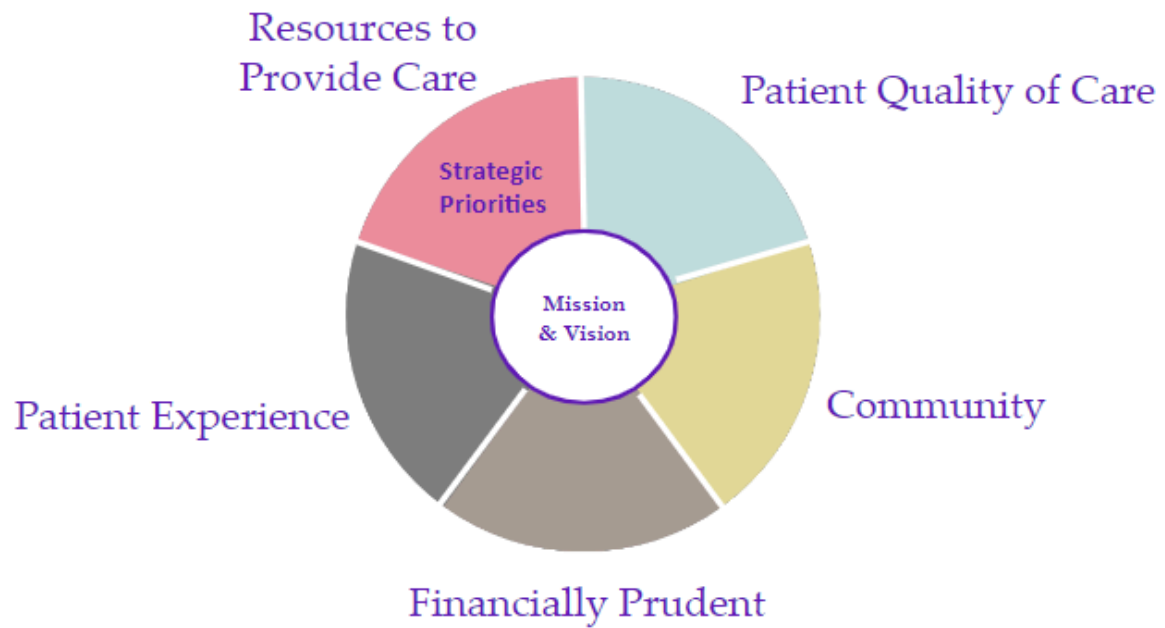 Resources to
Provide Care
Patient Quality of Care
Strategic
Priorities
Mission
& Vision
Patient Experience
Community
Financially Prudent